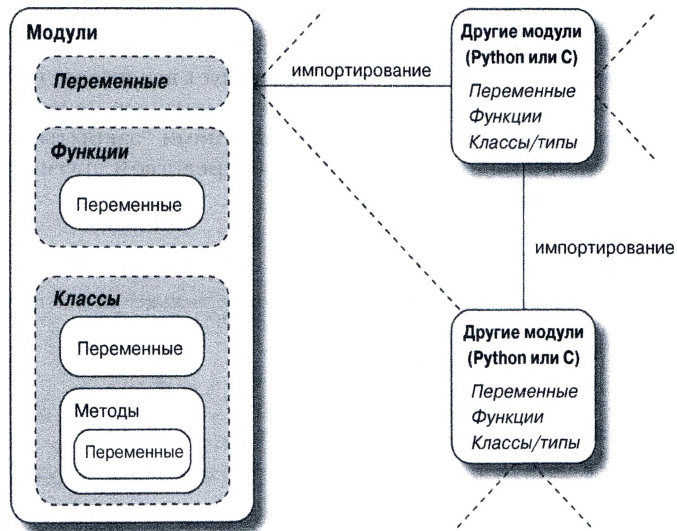 Модули
Переменные
Функции
Переменные
Классы
Переменные
Методы
Переменные
импортирование
Другие модули
(Python или C)
Переменные
Функции
Классы/типы
импортирование
Другие модули
(Python или C)
Переменные
Функции
Классы/типы